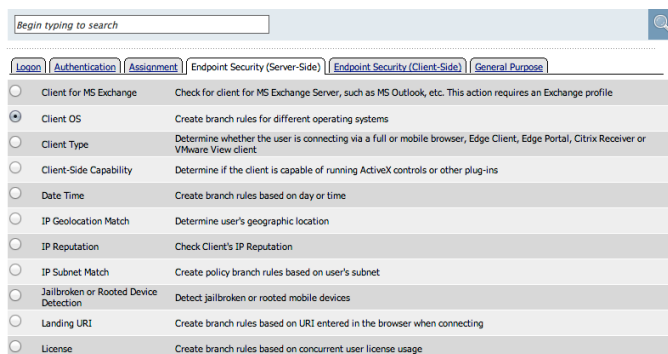 Begin typing to search
Logon Authentication Assignment Endpoint Security (Server-Side) Endpoint Security (Client-Side) General Purpose
Client for MS Exchange Check for client for MS Exchange Server, such as MS Outlook, etc. This action requires an Exchange profile
Client OS Create branch rules for different operating systems
Client Type Determine whether the user is connecting via a full or mobile browser, Edge Client, Edge Portal, Citrix Receiver or
VMware View client
Client-Side Capability Determine if the client is capable of running ActiveX controls or other plug-ins
Date Time Create branch rules based on day or time
IP Geolocation Match Determine user's geographic location
IP Reputation Check Client's IP Reputation
IP Subnet Match Create policy branch rules based on user's subnet
Jailbroken or Rooted Device
Detection Detect jailbroken or rooted mobile devices
Landing URI Create branch rules based on URI entered in the browser when connecting
License Create branch rules based on concurrent user license usage